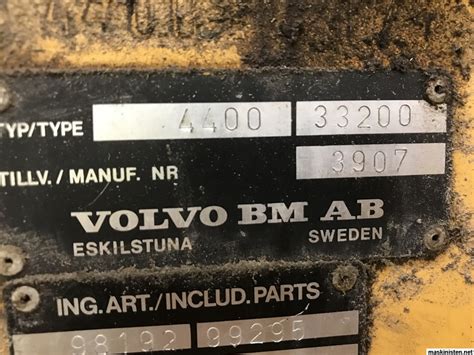 TYP/TYPE 4400 33200
TILLV./MANUF. NR 3907
VOLVO BM AB
ESKILSTUNA SWEDEN
ING.ART./INCLUD.PARTS
98192 99295
maskinisten.net